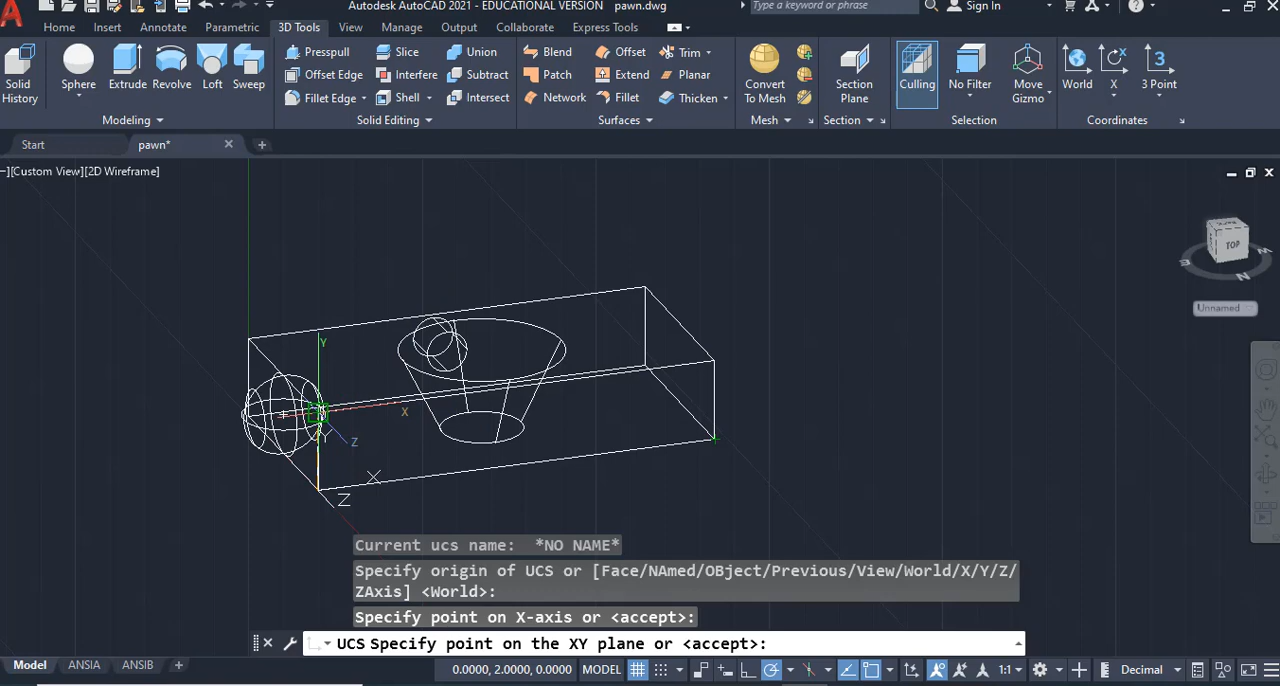 Autodesk AutoCAD 2021 - EDUCATIONAL VERSION pawn.dwg
Type a keyword or phrase
Sign In
Home Insert Annotate Parametric 3D Tools View Manage Output Collaborate Express Tools
Presspull Slice Union Blend Offset Trim
Offset Edge Interfere Subtract Patch Extend Planar
Solid History Sphere Extrude Revolve Loft Sweep Convert To Mesh Section Plane Culling No Filter Move Gizmo World X 3 Point
Fillet Edge Shell Intersect Network Fillet Thicken
Modeling Solid Editing Surfaces Mesh Section Selection Coordinates
Start pawn*
–][Custom View][2D Wireframe]
TOP
N
Unnamed
Y
X
Z
Y
X
Z
Current ucs name: *NO NAME*
Specify origin of UCS or [Face/NAmed/OBject/Previous/View/World/X/Y/Z/
ZAxis] <World>:
Specify point on X-axis or <accept>:
UCS Specify point on the XY plane or <accept>:
Model ANSIA ANSIB + 0.0000, 2.0000, 0.0000 MODEL 1:1 Decimal